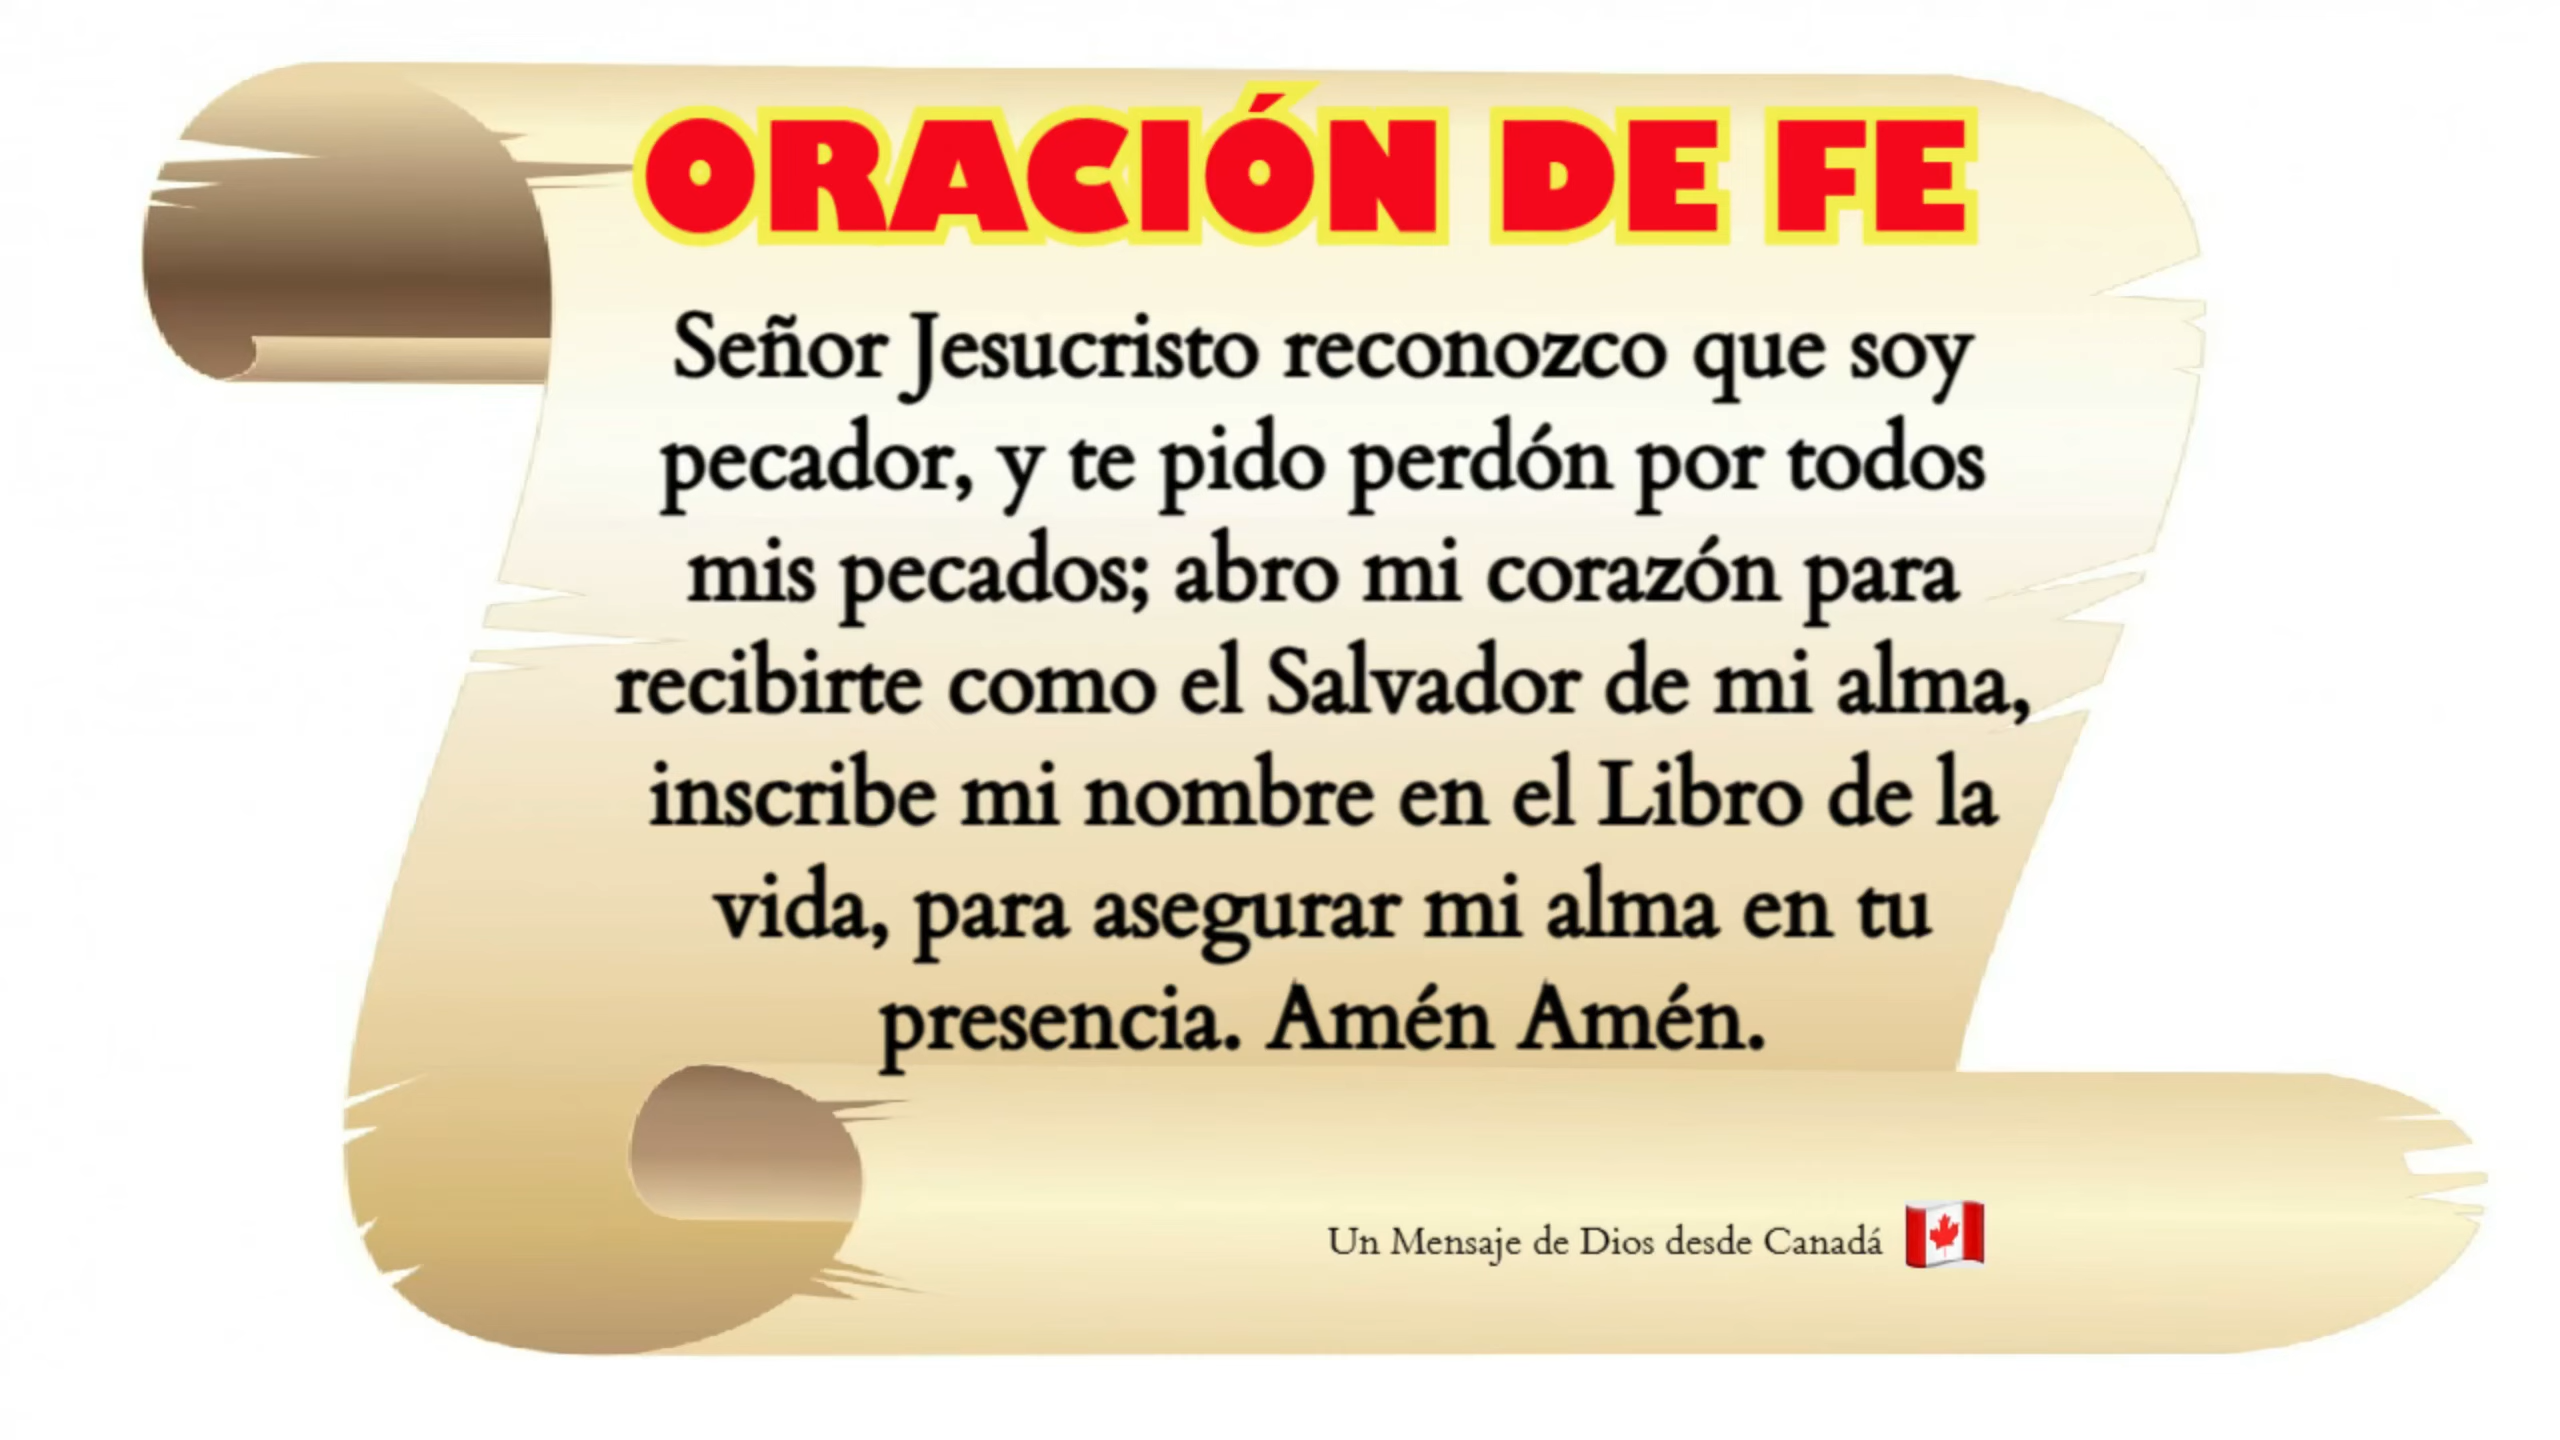 ORACIÓN DE FE
Señor Jesucristo reconozco que soy
pecador, y te pido perdón por todos
mis pecados; abro mi corazón para
recibirte como el Salvador de mi alma,
inscribe mi nombre en el Libro de la
vida, para asegurar mi alma en tu
presencia. Amén Amén.
Un Mensaje de Dios desde Canadá